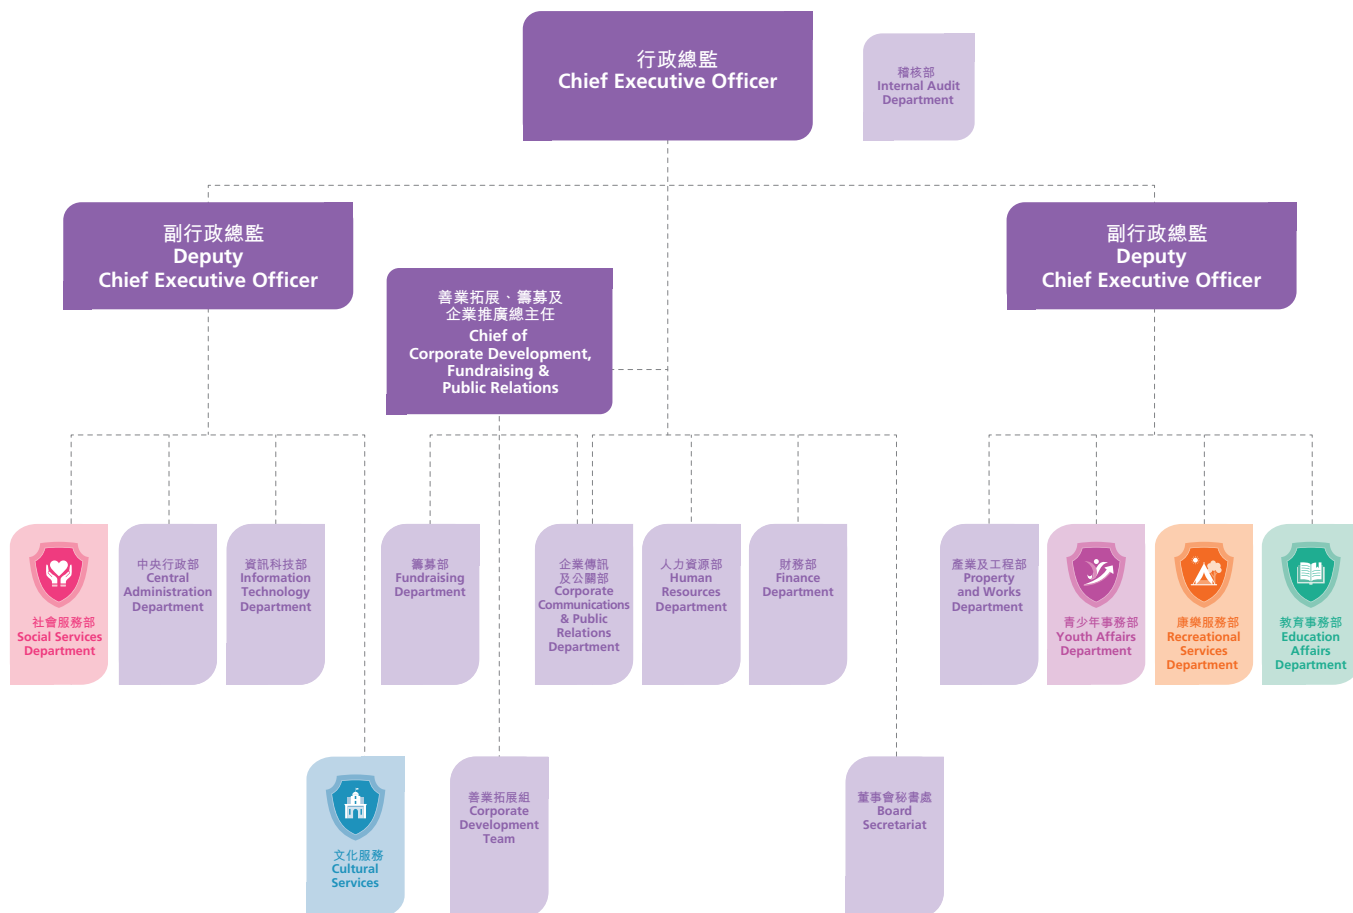 行政總監
Chief Executive Officer
稽核部
Internal Audit
Department
副行政總監
Deputy
Chief Executive Officer
善業拓展、籌募及
企業推廣總主任
Chief of
Corporate Development,
Fundraising &
Public Relations
副行政總監
Deputy
Chief Executive Officer
社會服務部
Social Services
Department
中央行政部
Central
Administration
Department
資訊科技部
Information
Technology
Department
籌募部
Fundraising
Department
企業傳訊
及公關部
Corporate
Communications
& Public
Relations
Department
人力資源部
Human
Resources
Department
財務部
Finance
Department
產業及工程部
Property
and Works
Department
青少年事務部
Youth Affairs
Department
康樂服務部
Recreational
Services
Department
教育事務部
Education
Affairs
Department
文化服務
Cultural
Services
善業拓展組
Corporate
Development
Team
董事會秘書處
Board
Secretariat